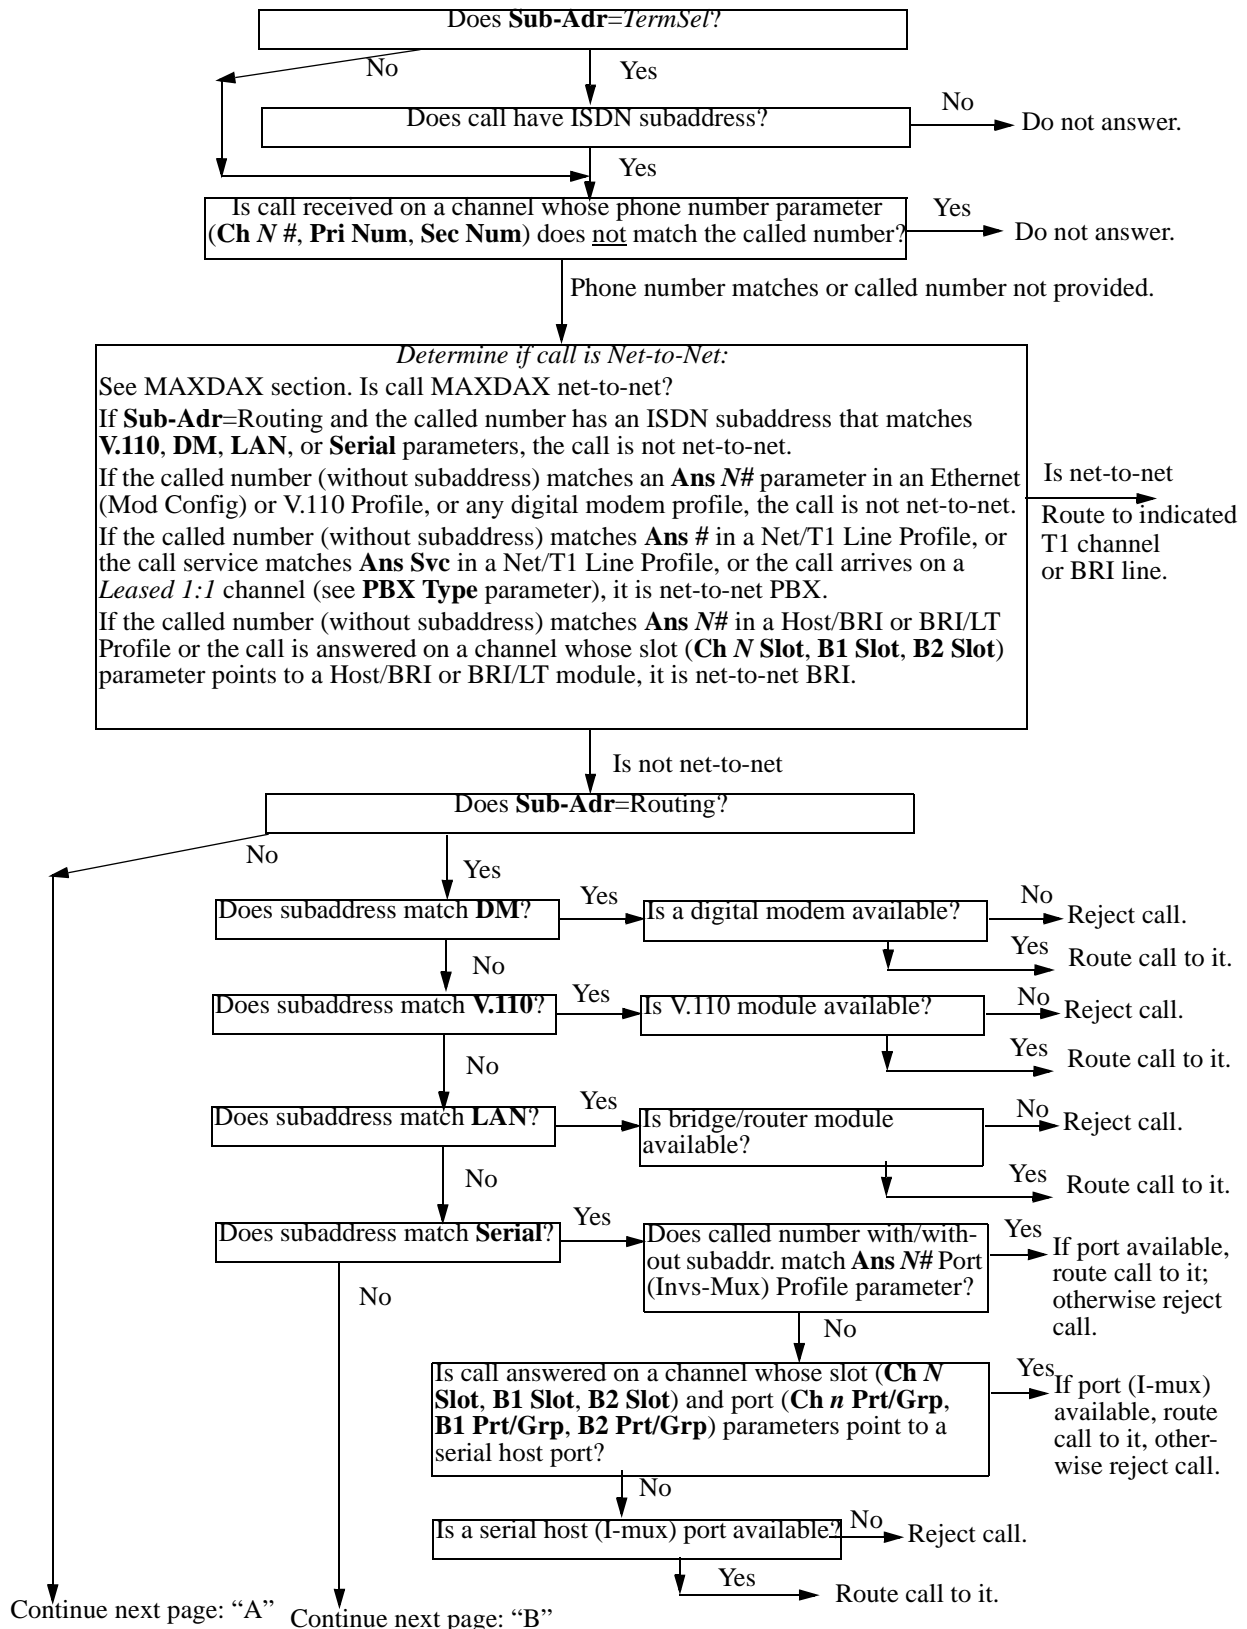 Does Sub-Adr=TermSel?
No
Yes
Does call have ISDN subaddress?
No
Do not answer.
Yes
Is call received on a channel whose phone number parameter
(Ch N #, Pri Num, Sec Num) does not match the called number?
Yes
Do not answer.
Phone number matches or called number not provided.
Determine if call is Net-to-Net:
See MAXDAX section. Is call MAXDAX net-to-net?
If Sub-Adr=Routing and the called number has an ISDN subaddress that matches
V.110, DM, LAN, or Serial parameters, the call is not net-to-net.
If the called number (without subaddress) matches an Ans N# parameter in an Ethernet
(Mod Config) or V.110 Profile, or any digital modem profile, the call is not net-to-net.
If the called number (without subaddress) matches Ans # in a Net/T1 Line Profile, or
the call service matches Ans Svc in a Net/T1 Line Profile, or the call arrives on a
Leased 1:1 channel (see PBX Type parameter), it is net-to-net PBX.
If the called number (without subaddress) matches Ans N# in a Host/BRI or BRI/LT
Profile or the call is answered on a channel whose slot (Ch N Slot, B1 Slot, B2 Slot)
parameter points to a Host/BRI or BRI/LT module, it is net-to-net BRI.
Is net-to-net
Route to indicated
T1 channel
or BRI line.
Is not net-to-net
Does Sub-Adr=Routing?
No
Yes
Does subaddress match DM?
Yes
Is a digital modem available?
No
Reject call.
Yes
Route call to it.
No
Does subaddress match V.110?
Yes
Is V.110 module available?
No
Reject call.
Yes
Route call to it.
No
Does subaddress match LAN?
Yes
Is bridge/router module
available?
No
Reject call.
Yes
Route call to it.
No
Does subaddress match Serial?
Yes
Does called number with/with-
out subaddr. match Ans N# Port
(Invs-Mux) Profile parameter?
Yes
If port available,
route call to it;
otherwise reject
call.
No
No
Is call answered on a channel whose slot (Ch N
Slot, B1 Slot, B2 Slot) and port (Ch n Prt/Grp,
B1 Prt/Grp, B2 Prt/Grp) parameters point to a
serial host port?
Yes
If port (I-mux)
available, route
call to it, other-
wise reject call.
No
Is a serial host (I-mux) port available?
No
Reject call.
Yes
Route call to it.
Continue next page: “A”
Continue next page: “B”